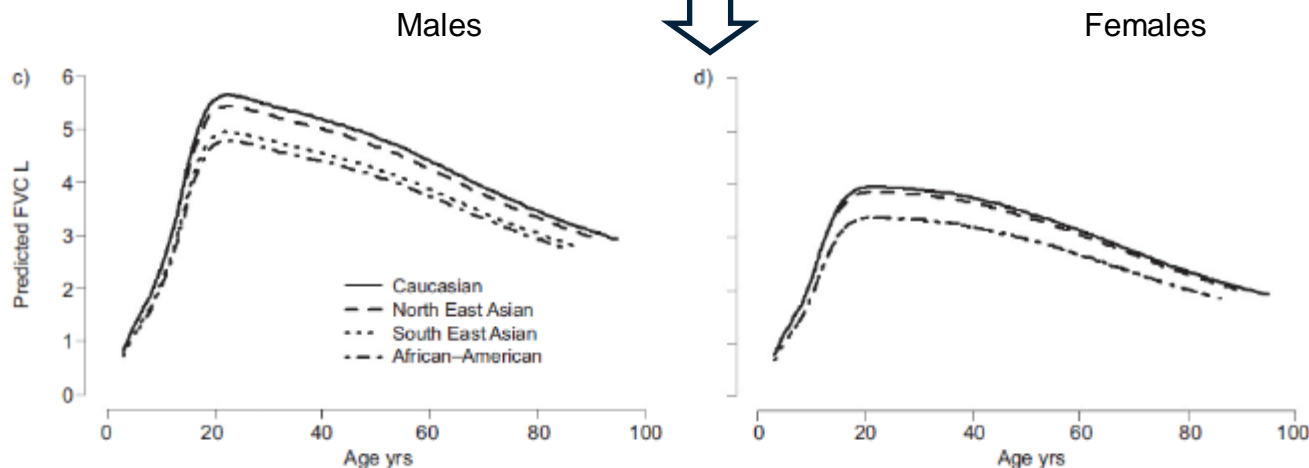 Males
Females
c)
d)
6
5
4
3
2
1
0
Predicted FVC L
Caucasian
North East Asian
South East Asian
African–American
0 20 40 60 80 100
Age yrs
0 20 40 60 80 100
Age yrs